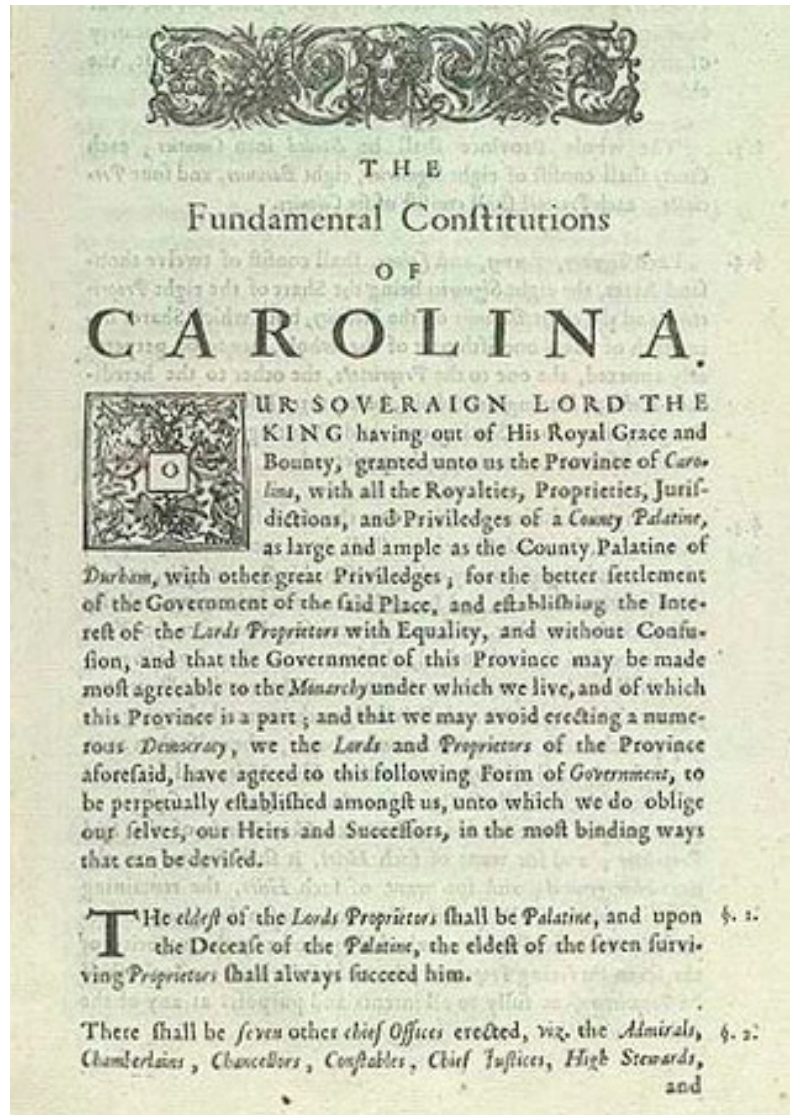 THE
Fundamental Conſtitutions
OF
CAROLINA.
OUR SOVERAIGN LORD THE
KING having out of His Royal Grace and
Bounty, granted unto us the Province of Caro-
lina, with all the Royalties, Proprieties, Juriſ-
dictions, and Priviledges of a County Palatine,
as large and ample as the County Palatine of
Durham, with other great Priviledges; for the better ſettlement
of the Government of the ſaid Place, and eſtabliſhing the Inte-
reſt of the Lords Proprietors with Equality, and without Confu-
ſion, and that the Government of this Province may be made
moſt agreeable to the Monarchy under which we live, and of which
this Province is a part; and that we may avoid erecting a nume-
rous Democracy, we the Lords and Proprietors of the Province
aforeſaid, have agreed to this following Form of Government, to
be perpetually eſtabliſhed amongſt us, unto which we do oblige
our ſelves, our Heirs and Succeſſors, in the moſt binding ways
that can be deviſed.
THe eldeſt of the Lords Proprietors ſhall be Palatine, and upon §. 1.
the Deceaſe of the Palatine, the eldeſt of the ſeven ſurvi-
ving Proprietors ſhall always ſucceed him.
There ſhall be ſeven other chief Offices erected, viz. the Admirals, §. 2.
Chamberlains, Chancellors, Conſtables, Chief Juſtices, High Stewards,
and